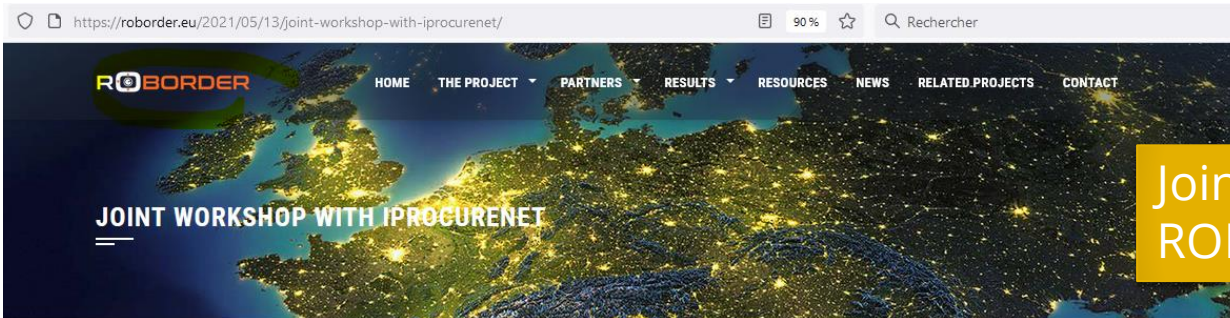 https://roborder.eu/2021/05/13/joint-workshop-with-iprocurenet/ 90 % Rechercher
ROBORDER HOME THE PROJECT PARTNERS RESULTS RESOURCES NEWS RELATED PROJECTS CONTACT
JOINT WORKSHOP WITH IPROCURENET